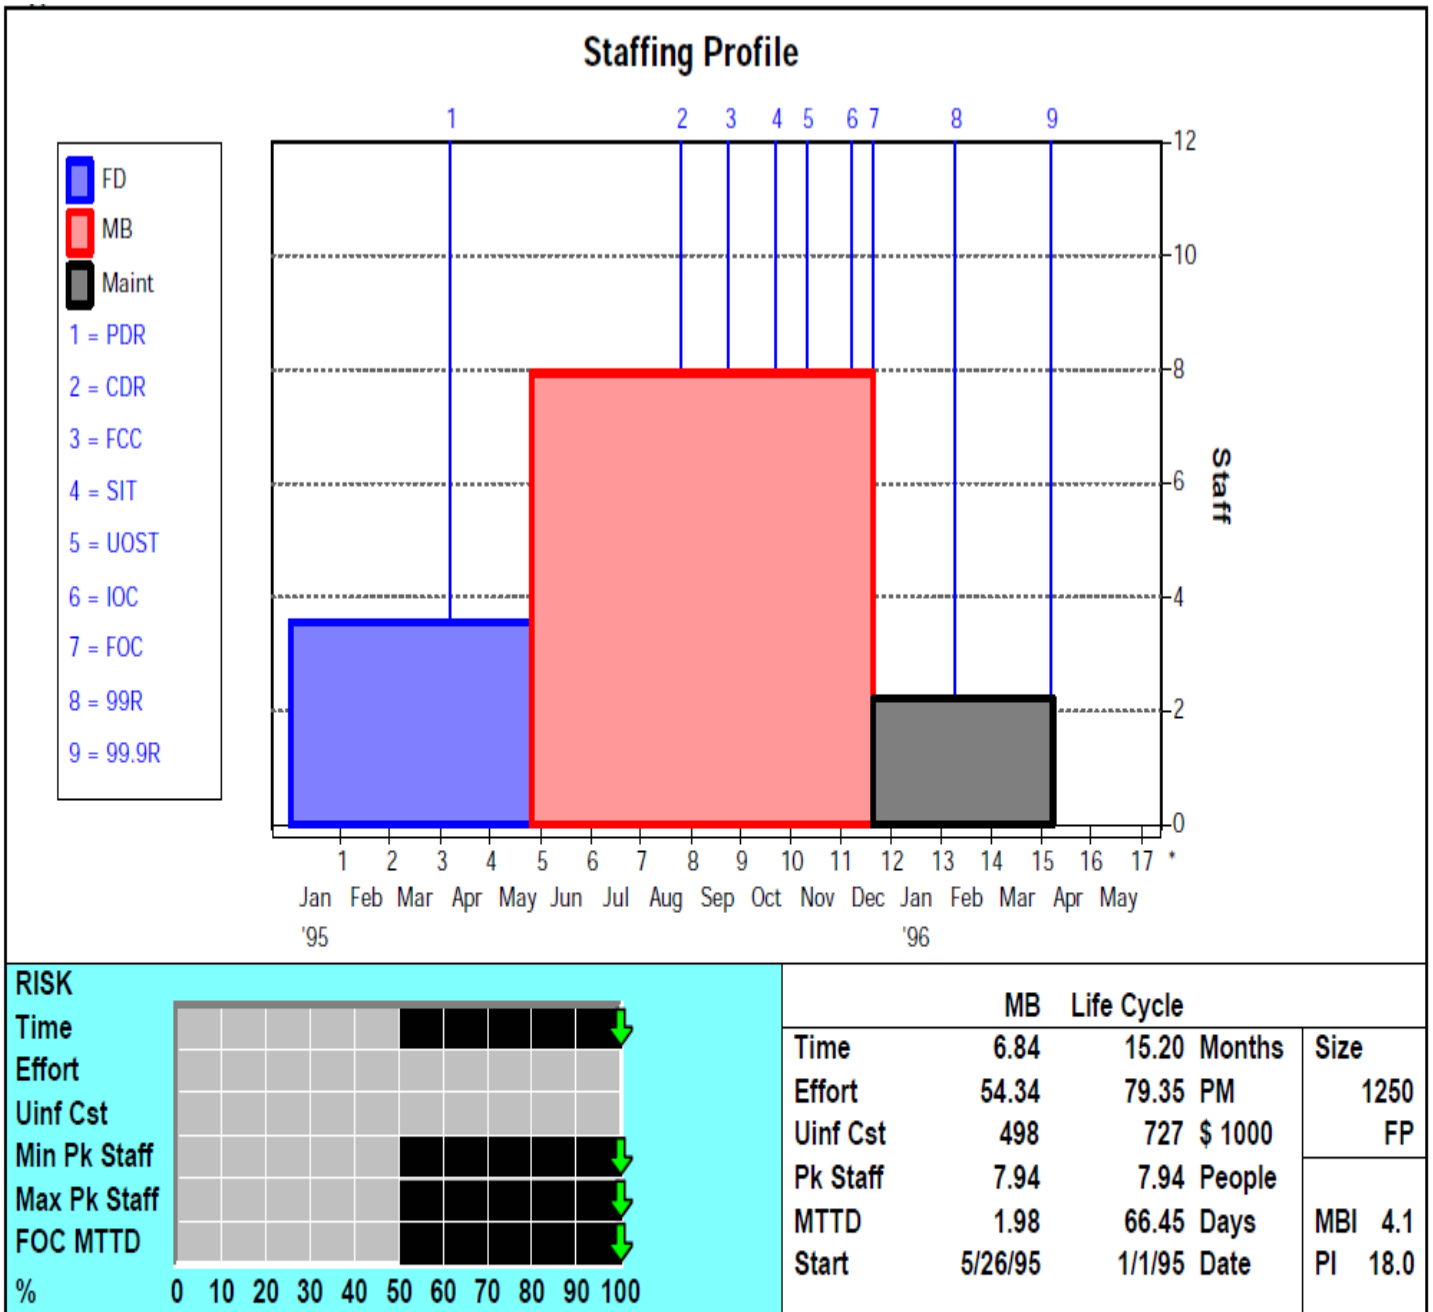 Staffing Profile
1 2 3 4 5 6 7 8 9
FD
MB
Maint
1 = PDR
2 = CDR
3 = FCC
4 = SIT
5 = UOST
6 = IOC
7 = FOC
8 = 99R
9 = 99.9R
12
10
8
6
4
2
0
Staff
1 2 3 4 5 6 7 8 9 10 11 12 13 14 15 16 17 *
Jan Feb Mar Apr May Jun Jul Aug Sep Oct Nov Dec Jan Feb Mar Apr May
'95 '96
RISK
Time
Effort
Uinf Cst
Min Pk Staff
Max Pk Staff
FOC MTTD
% 0 10 20 30 40 50 60 70 80 90 100
MB Life Cycle
Time 6.84 15.20 Months Size
Effort 54.34 79.35 PM 1250
Uinf Cst 498 727 $ 1000 FP
Pk Staff 7.94 7.94 People
MTTD 1.98 66.45 Days MBI 4.1
Start 5/26/95 1/1/95 Date PI 18.0